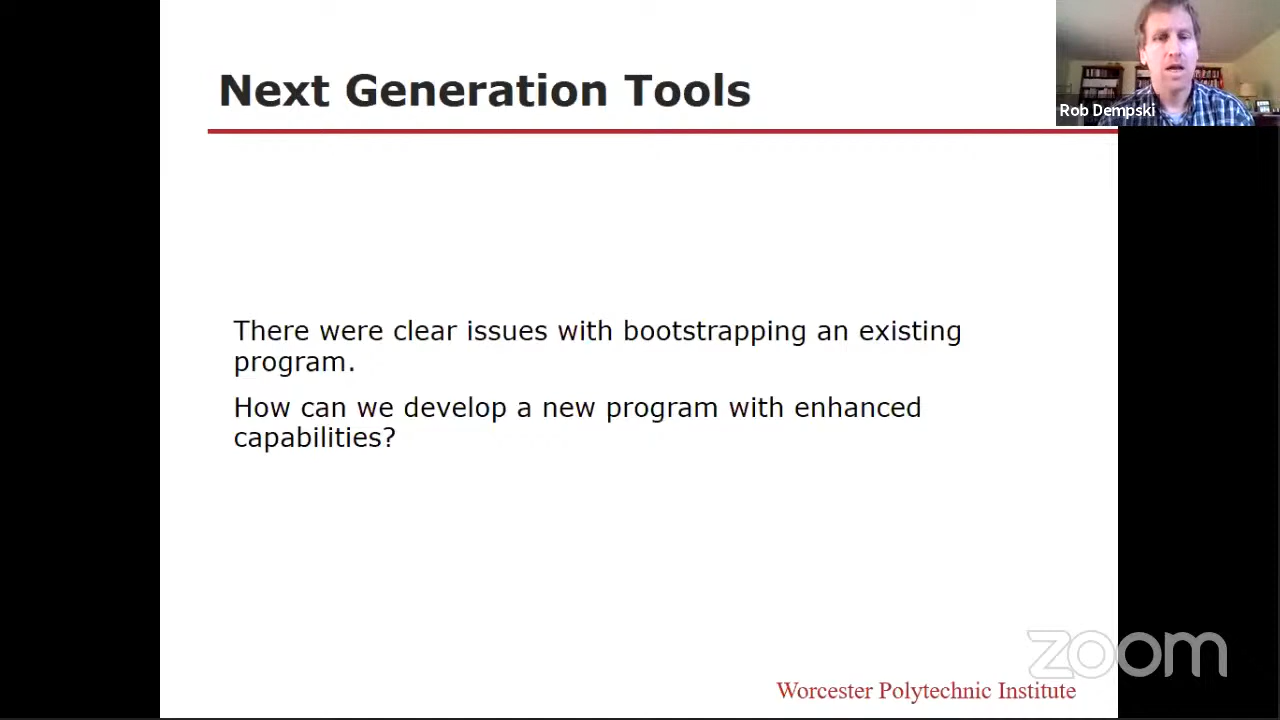 Next Generation Tools
Rob Dempski
There were clear issues with bootstrapping an existing
program.
How can we develop a new program with enhanced
capabilities?
zoom
Worcester Polytechnic Institute